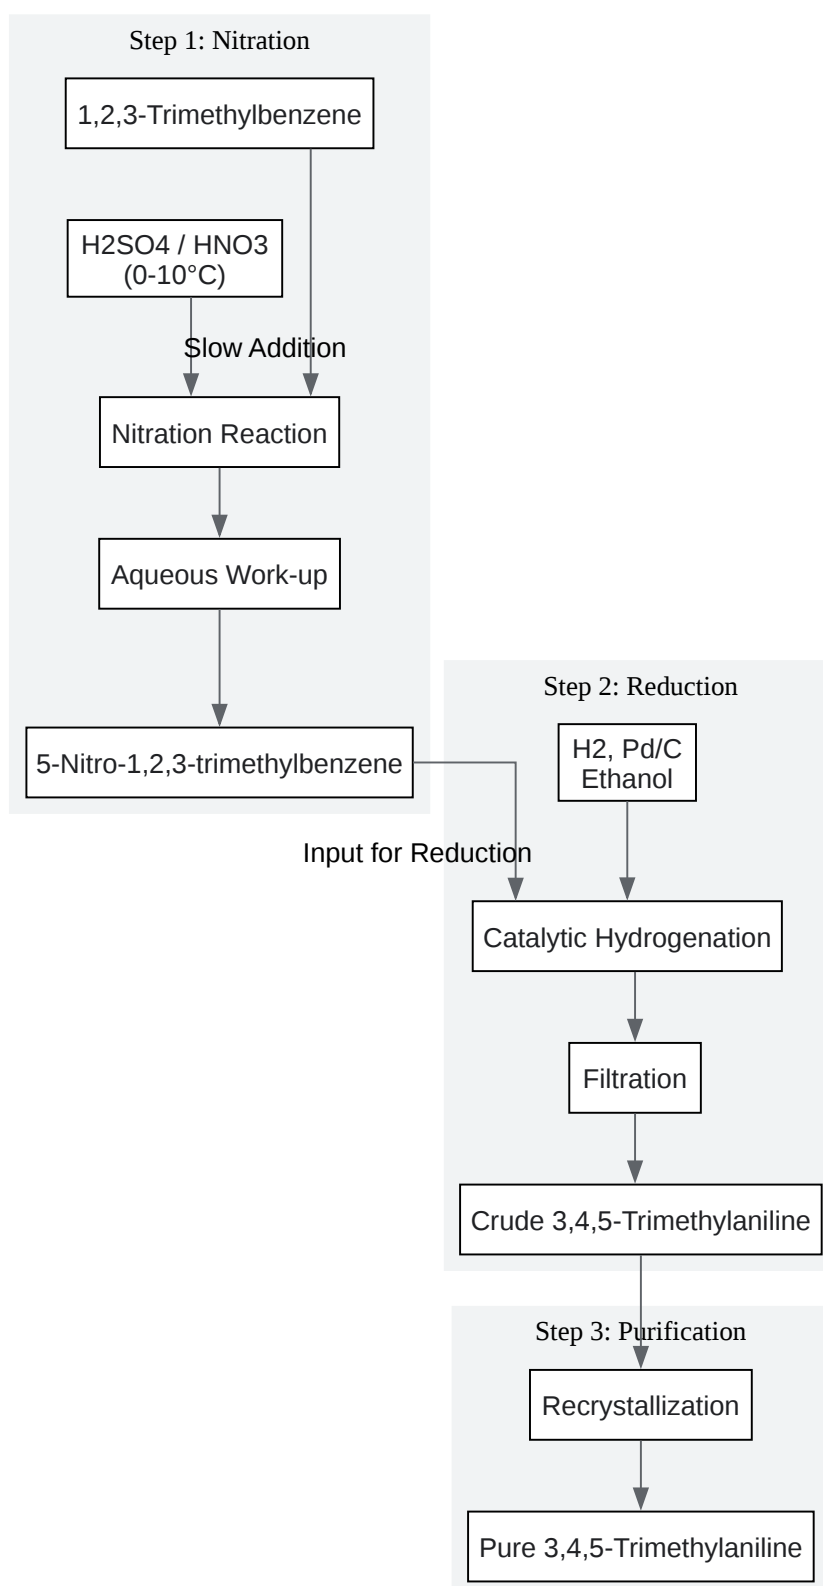 Step 1: Nitration
1,2,3-Trimethylbenzene
H2SO4 / HNO3
(0-10°C)
Slow Addition
Nitration Reaction
Aqueous Work-up
5-Nitro-1,2,3-trimethylbenzene
Step 2: Reduction
H2, Pd/C
Ethanol
Input for Reduction
Catalytic Hydrogenation
Filtration
Crude 3,4,5-Trimethylaniline
Step 3: Purification
Recrystallization
Pure 3,4,5-Trimethylaniline